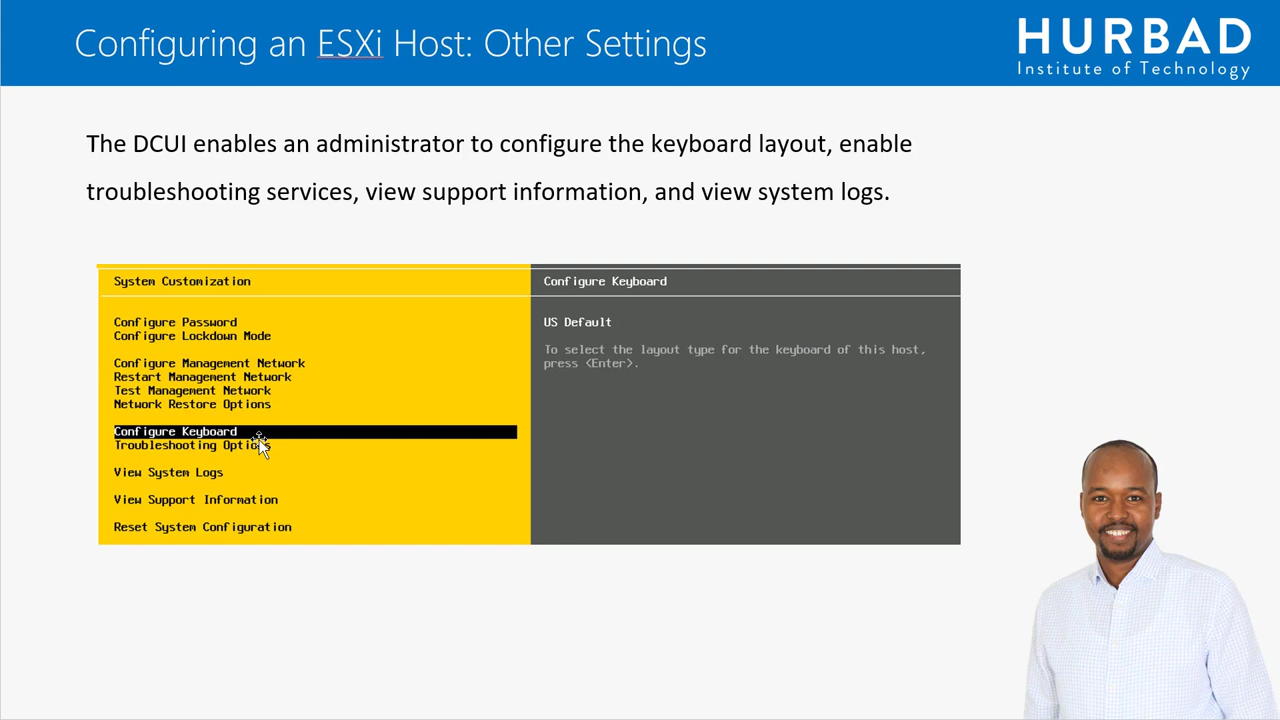 Configuring an ESXi Host: Other Settings
HURBAD
Institute of Technology
The DCUI enables an administrator to configure the keyboard layout, enable
troubleshooting services, view support information, and view system logs.
System Customization
Configure Password
Configure Lockdown Mode
Configure Management Network
Restart Management Network
Test Management Network
Network Restore Options
Configure Keyboard
Troubleshooting Options
View System Logs
View Support Information
Reset System Configuration
Configure Keyboard
US Default
To select the layout type for the keyboard of this host,
press <Enter>.